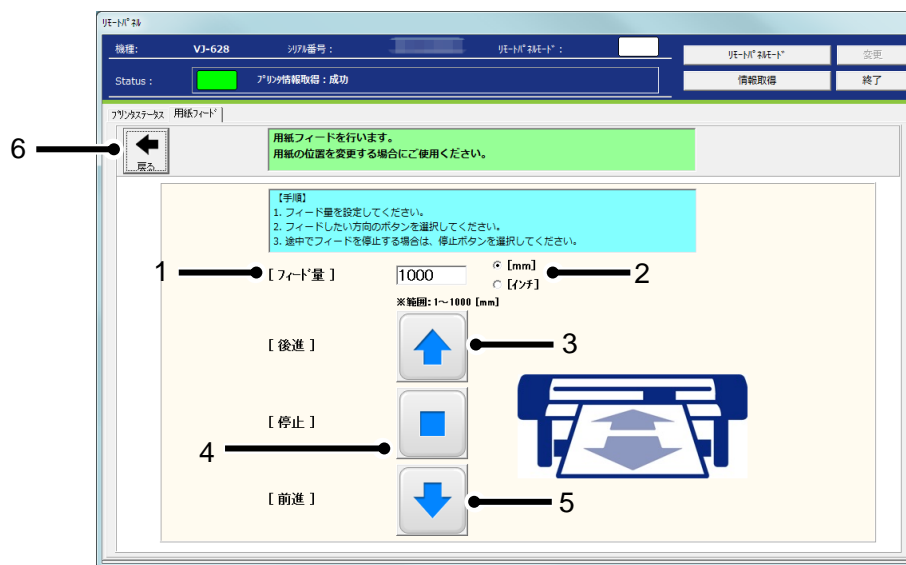 リモートパネル
機種: VJ-628 シリアル番号: リモートパネルモード:
リモートパネルモード 変更
Status: プリンタ情報取得:成功
情報取得 終了
プリンタステータス 用紙フィード
6
戻る
用紙フィードを行います。
用紙の位置を変更する場合にご使用ください。
【手順】
1. フィード量を設定してください。
2. フィードしたい方向のボタンを選択してください。
3. 途中でフィードを停止する場合は、停止ボタンを選択してください。
1 [フィード量] 1000 [mm] 2
[インチ]
※範囲:1~1000 [mm]
[後進] 3
[停止]
4
[前進] 5